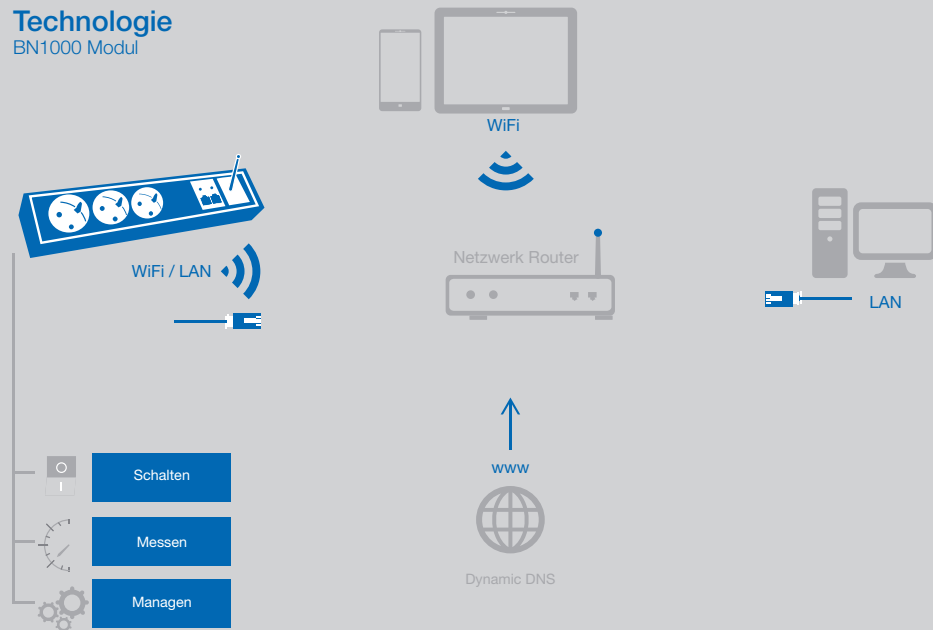 Technologie
BN1000 Modul
WiFi
WiFi / LAN
Netzwerk Router
LAN
www
Dynamic DNS
Schalten
Messen
Managen